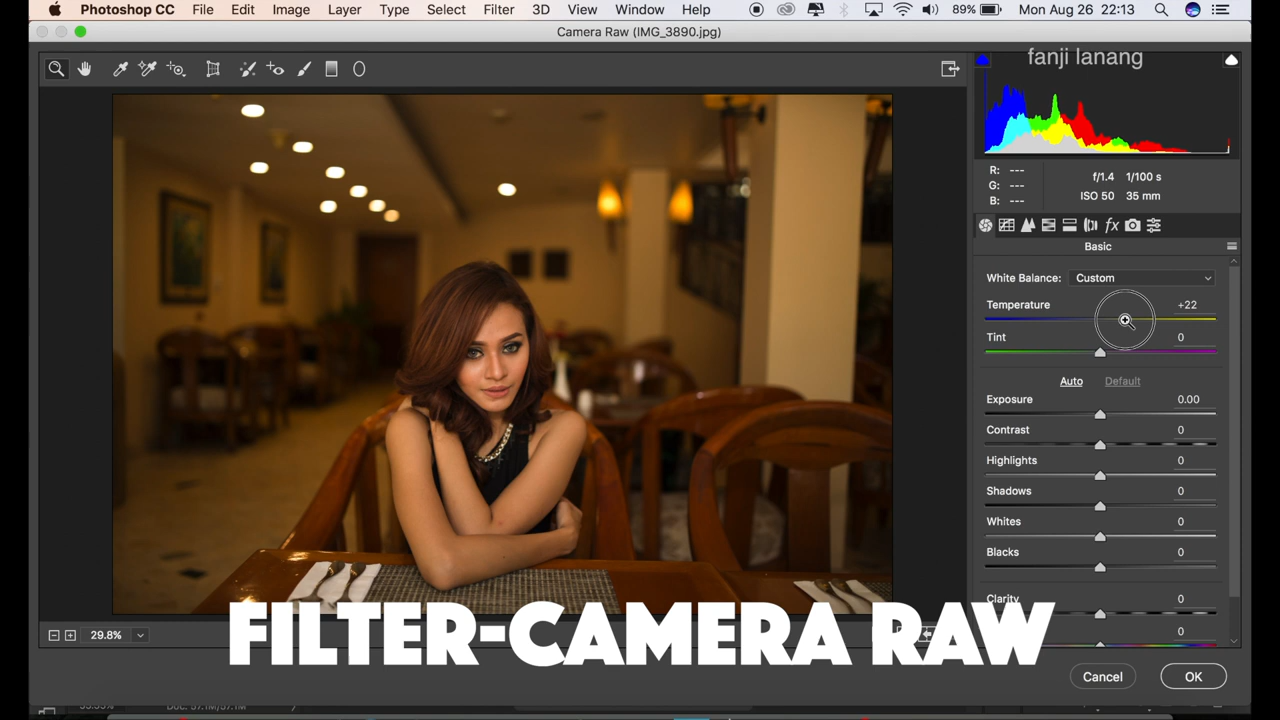 Photoshop CC File Edit Image Layer Type Select Filter 3D View Window Help 89% Mon Aug 26 22:13
Camera Raw (IMG_3890.jpg)
fanji lanang
R: ---
G: ---
B: ---
f/1.4 1/100 s
ISO 50 35 mm
fx
Basic
White Balance: Custom
Temperature +22
Tint 0
Auto Default
Exposure 0.00
Contrast 0
Highlights 0
Shadows 0
Whites 0
Blacks 0
Clarity 0
0
29.8%
FILTER-CAMERA RAW
Cancel OK